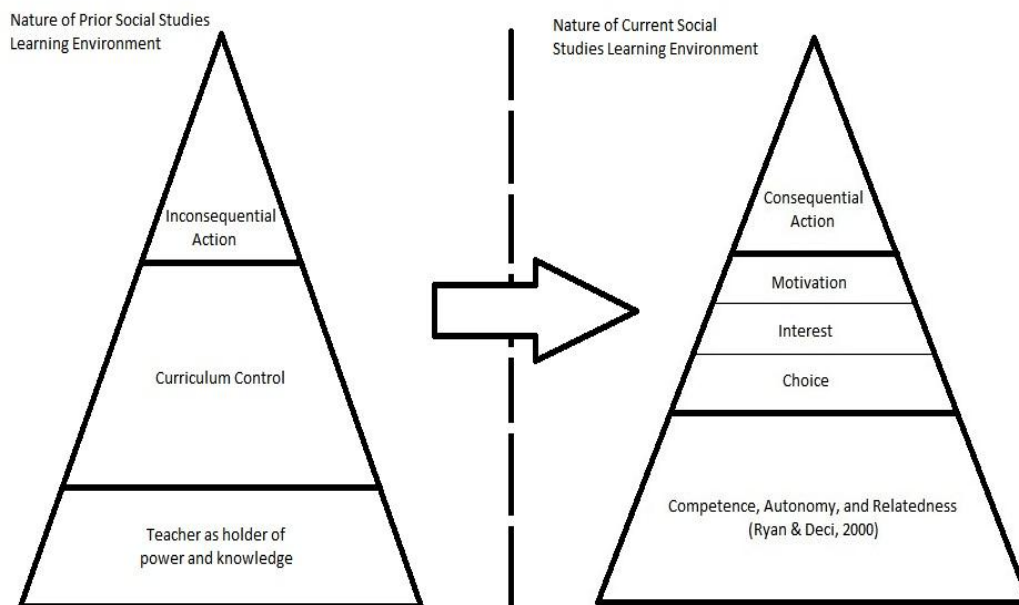 Nature of Prior Social Studies
Learning Environment
Inconsequential
Action
Curriculum Control
Teacher as holder of
power and knowledge
Nature of Current Social
Studies Learning Environment
Consequential
Action
Motivation
Interest
Choice
Competence, Autonomy, and Relatedness
(Ryan & Deci, 2000)